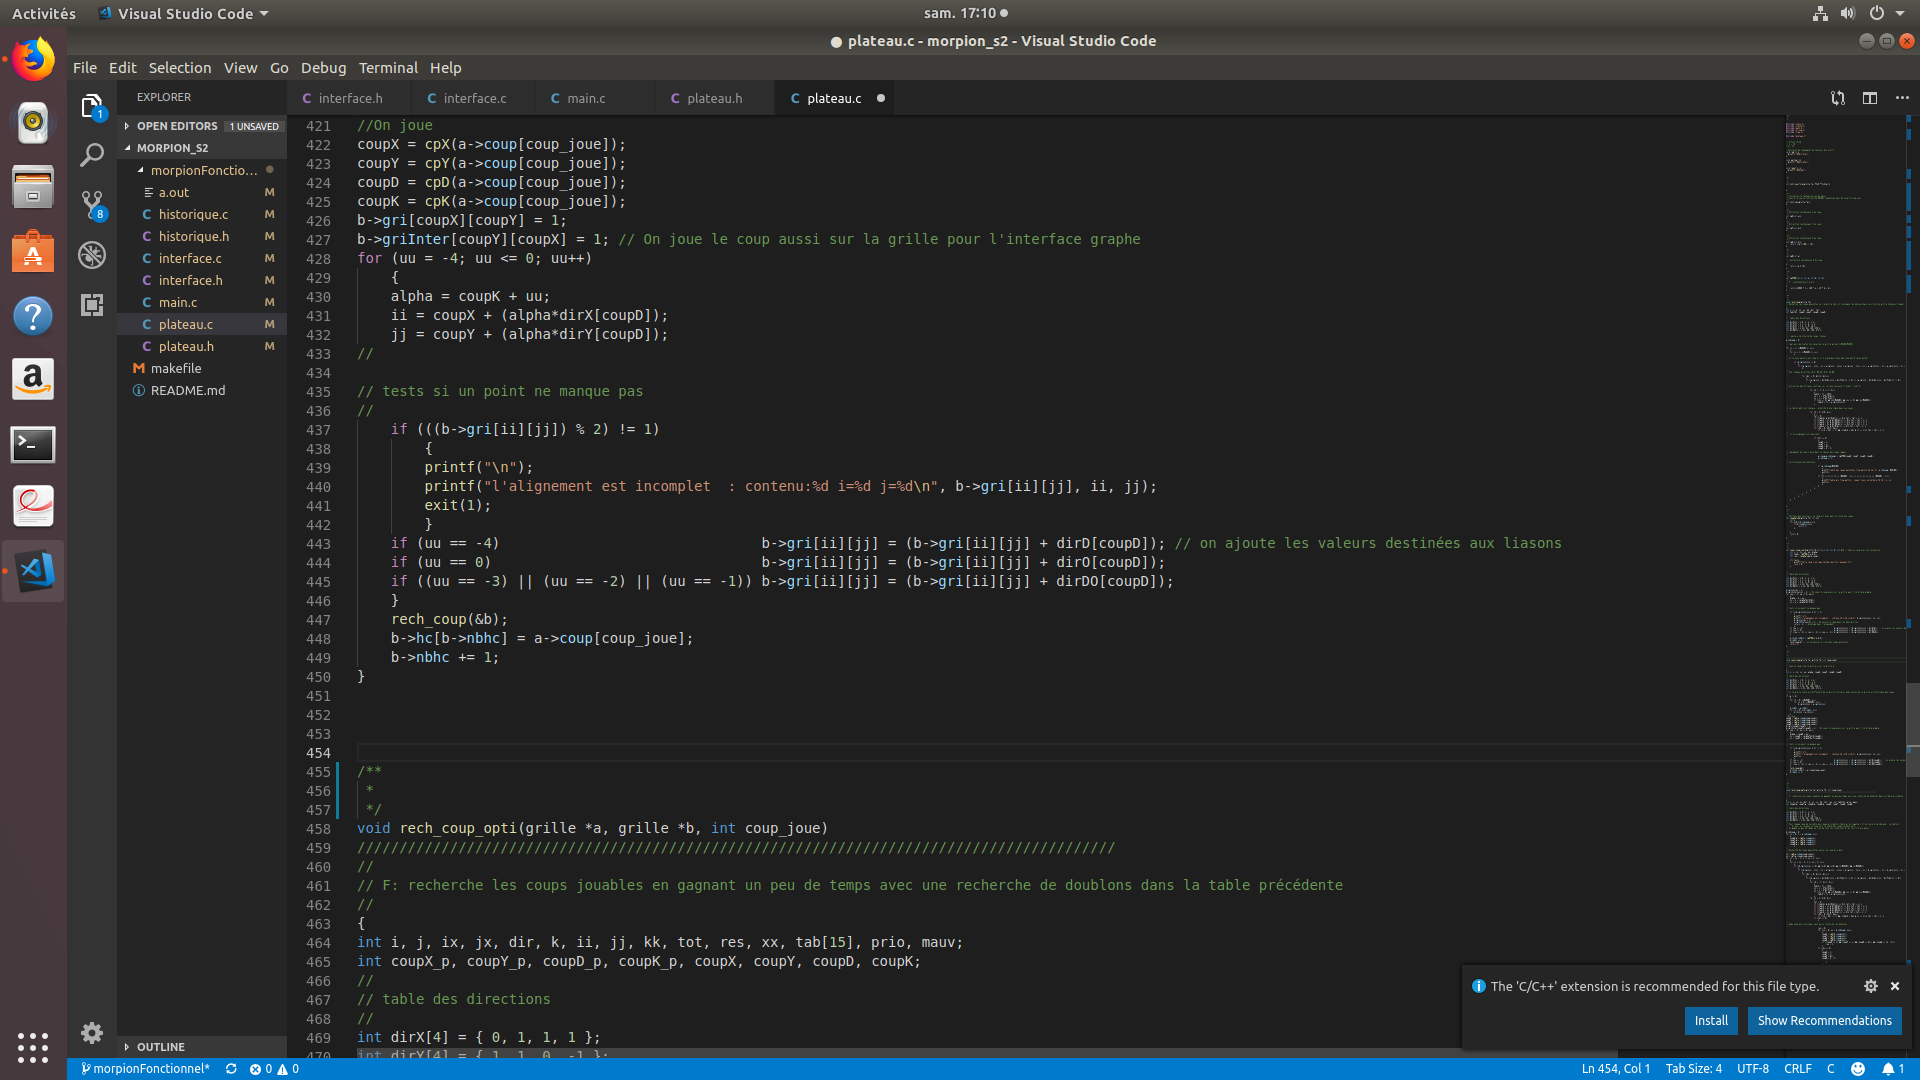 Activités
Visual Studio Code
sam. 17:10
● plateau.c - morpion_s2 - Visual Studio Code
File Edit Selection View Go Debug Terminal Help
EXPLORER
OPEN EDITORS 1 UNSAVED
MORPION_S2
morpionFonctio...
a.out M
C historique.c M
C historique.h M
C interface.c M
C interface.h M
C main.c M
C plateau.c M
C plateau.h M
M makefile
README.md
OUTLINE
1
8
C interface.h
C interface.c
C main.c
C plateau.h
C plateau.c
421 //On joue
422 coupX = cpX(a->coup[coup_joue]);
423 coupY = cpY(a->coup[coup_joue]);
424 coupD = cpD(a->coup[coup_joue]);
425 coupK = cpK(a->coup[coup_joue]);
426 b->gri[coupX][coupY] = 1;
427 b->griInter[coupY][coupX] = 1; // On joue le coup aussi sur la grille pour l'interface graphe
428 for (uu = -4; uu <= 0; uu++)
429 {
430 alpha = coupK + uu;
431 ii = coupX + (alpha*dirX[coupD]);
432 jj = coupY + (alpha*dirY[coupD]);
433 //
434
435 // tests si un point ne manque pas
436 //
437 if (((b->gri[ii][jj]) % 2) != 1)
438 {
439 printf("\n");
440 printf("l'alignement est incomplet  : contenu:%d i=%d j=%d\n", b->gri[ii][jj], ii, jj);
441 exit(1);
442 }
443 if (uu == -4) b->gri[ii][jj] = (b->gri[ii][jj] + dirD[coupD]); // on ajoute les valeurs destinées aux liasons
444 if (uu == 0) b->gri[ii][jj] = (b->gri[ii][jj] + dirO[coupD]);
445 if ((uu == -3) || (uu == -2) || (uu == -1)) b->gri[ii][jj] = (b->gri[ii][jj] + dirDO[coupD]);
446 }
447 rech_coup(&b);
448 b->hc[b->nbhc] = a->coup[coup_joue];
449 b->nbhc += 1;
450 }
451
452
453
454
455 /**
456 *
457 */
458 void rech_coup_opti(grille *a, grille *b, int coup_joue)
459 //////////////////////////////////////////////////////////////////////////////////////////
460 //
461 // F: recherche les coups jouables en gagnant un peu de temps avec une recherche de doublons dans la table précédente
462 //
463 {
464 int i, j, ix, jx, dir, k, ii, jj, kk, tot, res, xx, tab[15], prio, mauv;
465 int coupX_p, coupY_p, coupD_p, coupK_p, coupX, coupY, coupD, coupK;
466 //
467 // table des directions
468 //
469 int dirX[4] = { 0, 1, 1, 1 };
470 int dirY[4] = { 1, 1, 0, -1 };
The 'C/C++' extension is recommended for this file type.
Install
Show Recommendations
morpionFonctionnel*
0
0
Ln 454, Col 1
Tab Size: 4
UTF-8
CRLF
C
1